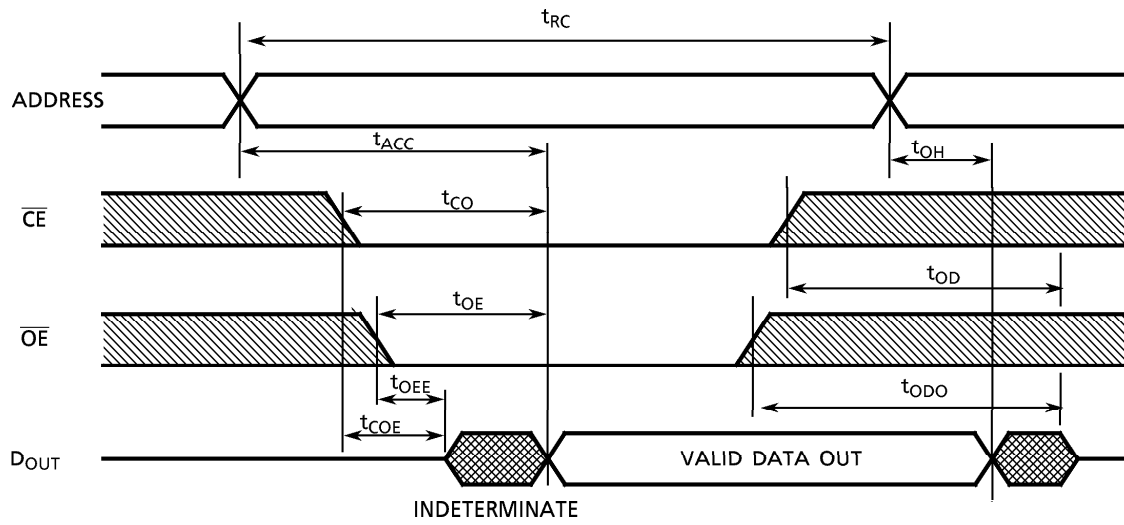 tRC
ADDRESS
tACC
tOH
CE
tCO
tOD
OE
tOE
tOEE
tODO
tCOE
DOUT
VALID DATA OUT
INDETERMINATE